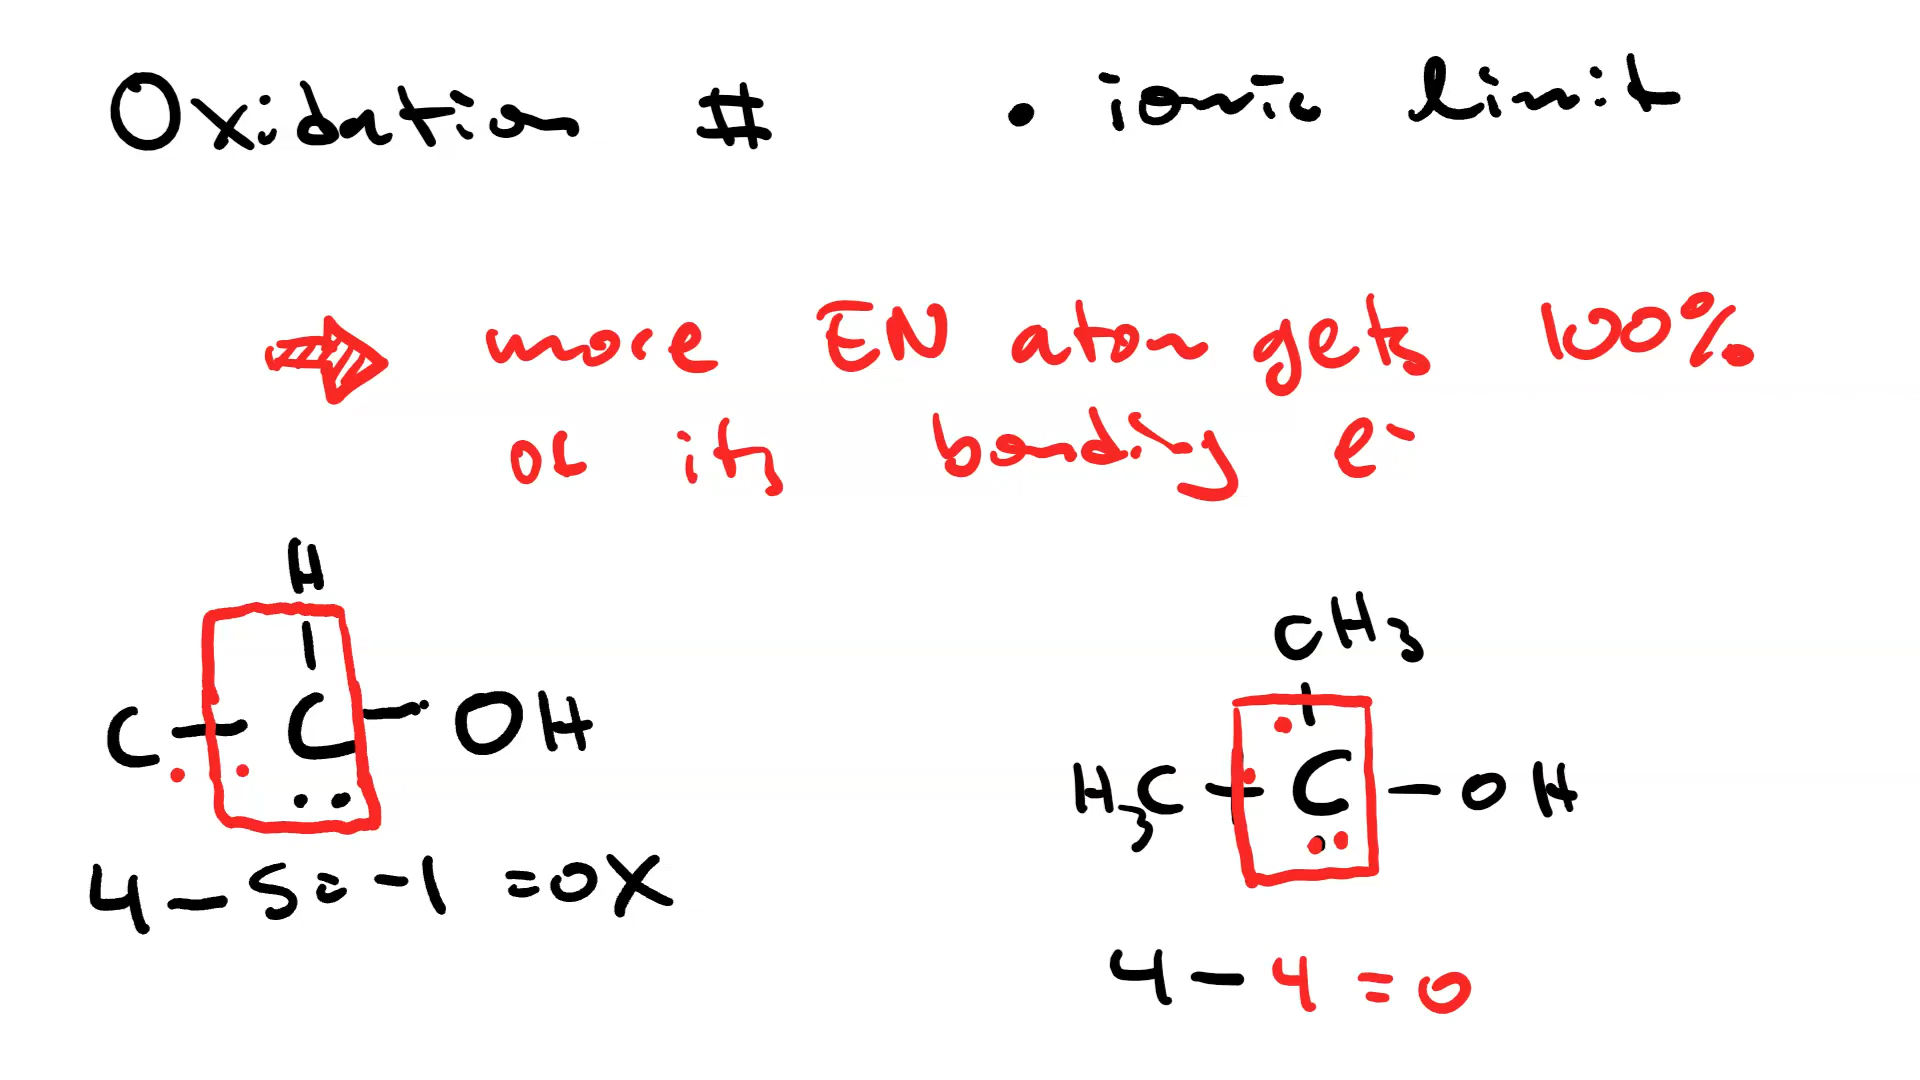 Oxidation # • ionic limit
⇒ more EN atom gets 100%
of its bonding e⁻
H
C - C - OH
4 - 5 = -1 = OX
CH₃
H₃C - C - OH
4 - 4 = 0